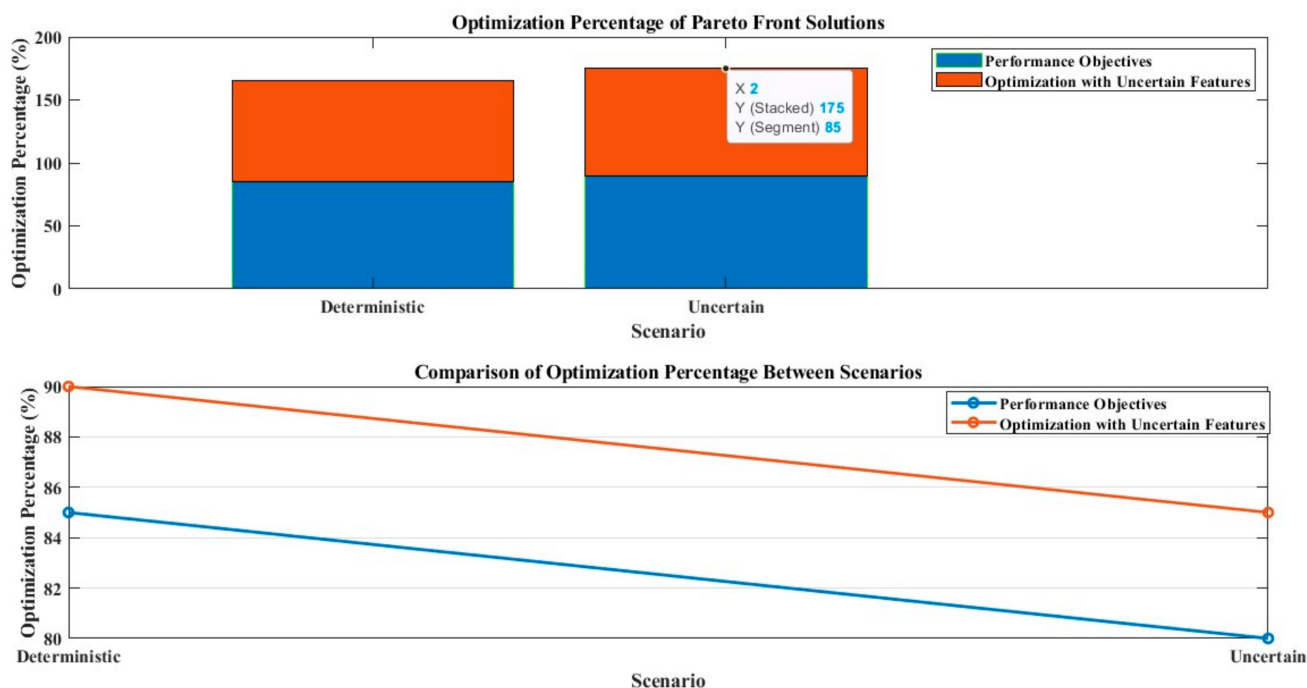 Optimization Percentage of Pareto Front Solutions
Optimization Percentage (%)
200
150
100
50
0
Performance Objectives
Optimization with Uncertain Features
X 2
Y (Stacked) 175
Y (Segment) 85
Deterministic
Uncertain
Scenario
Comparison of Optimization Percentage Between Scenarios
Optimization Percentage (%)
90
88
86
84
82
80
Performance Objectives
Optimization with Uncertain Features
Deterministic
Uncertain
Scenario